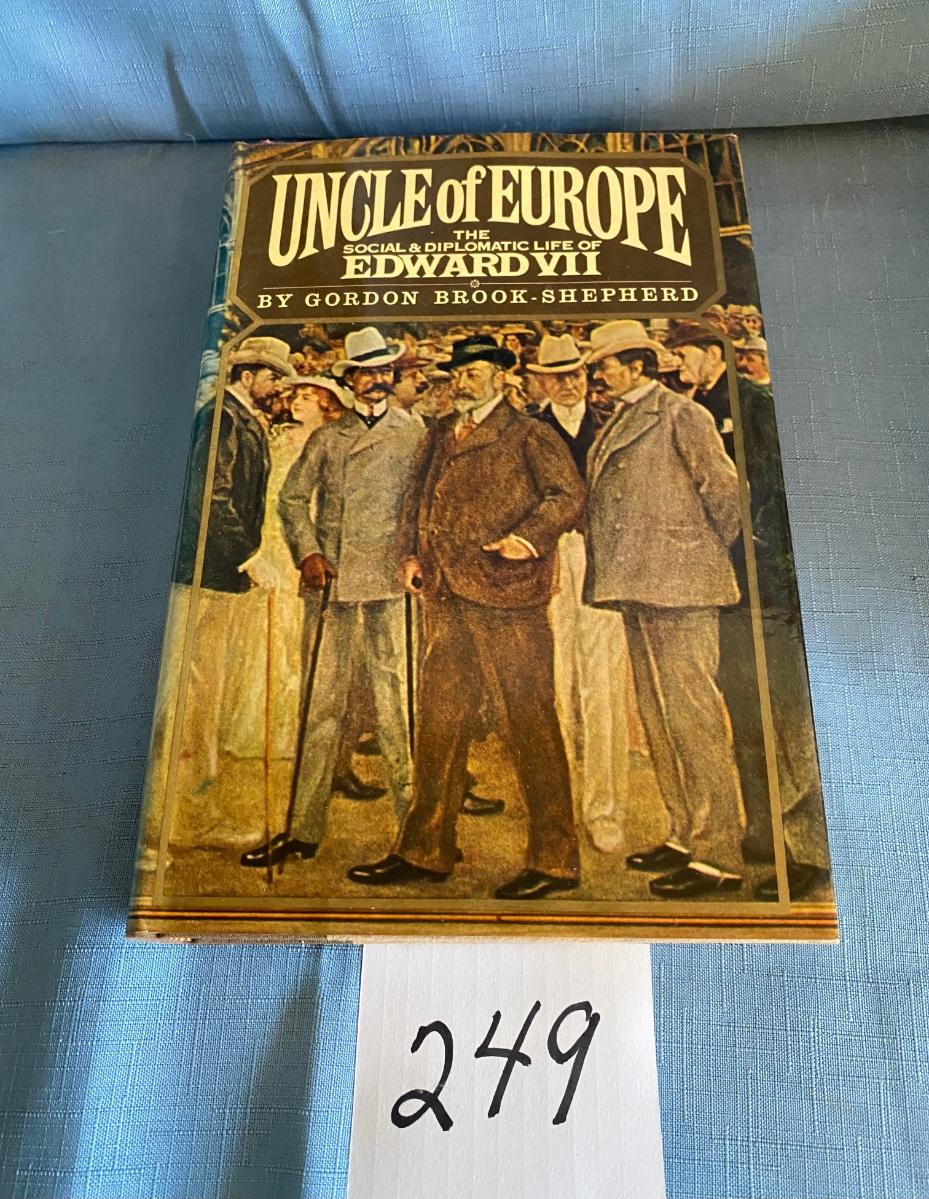 UNCLE of EUROPE
THE
SOCIAL & DIPLOMATIC LIFE OF
EDWARD VII
BY GORDON BROOK-SHEPHERD
249